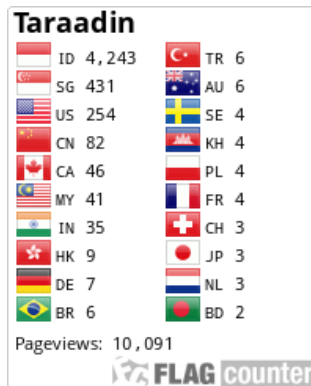 Taraadin
ID 4,243 TR 6
SG 431 AU 6
US 254 SE 4
CN 82 KH 4
CA 46 PL 4
MY 41 FR 4
IN 35 CH 3
HK 9 JP 3
DE 7 NL 3
BR 6 BD 2
Pageviews: 10,091
FLAG counter